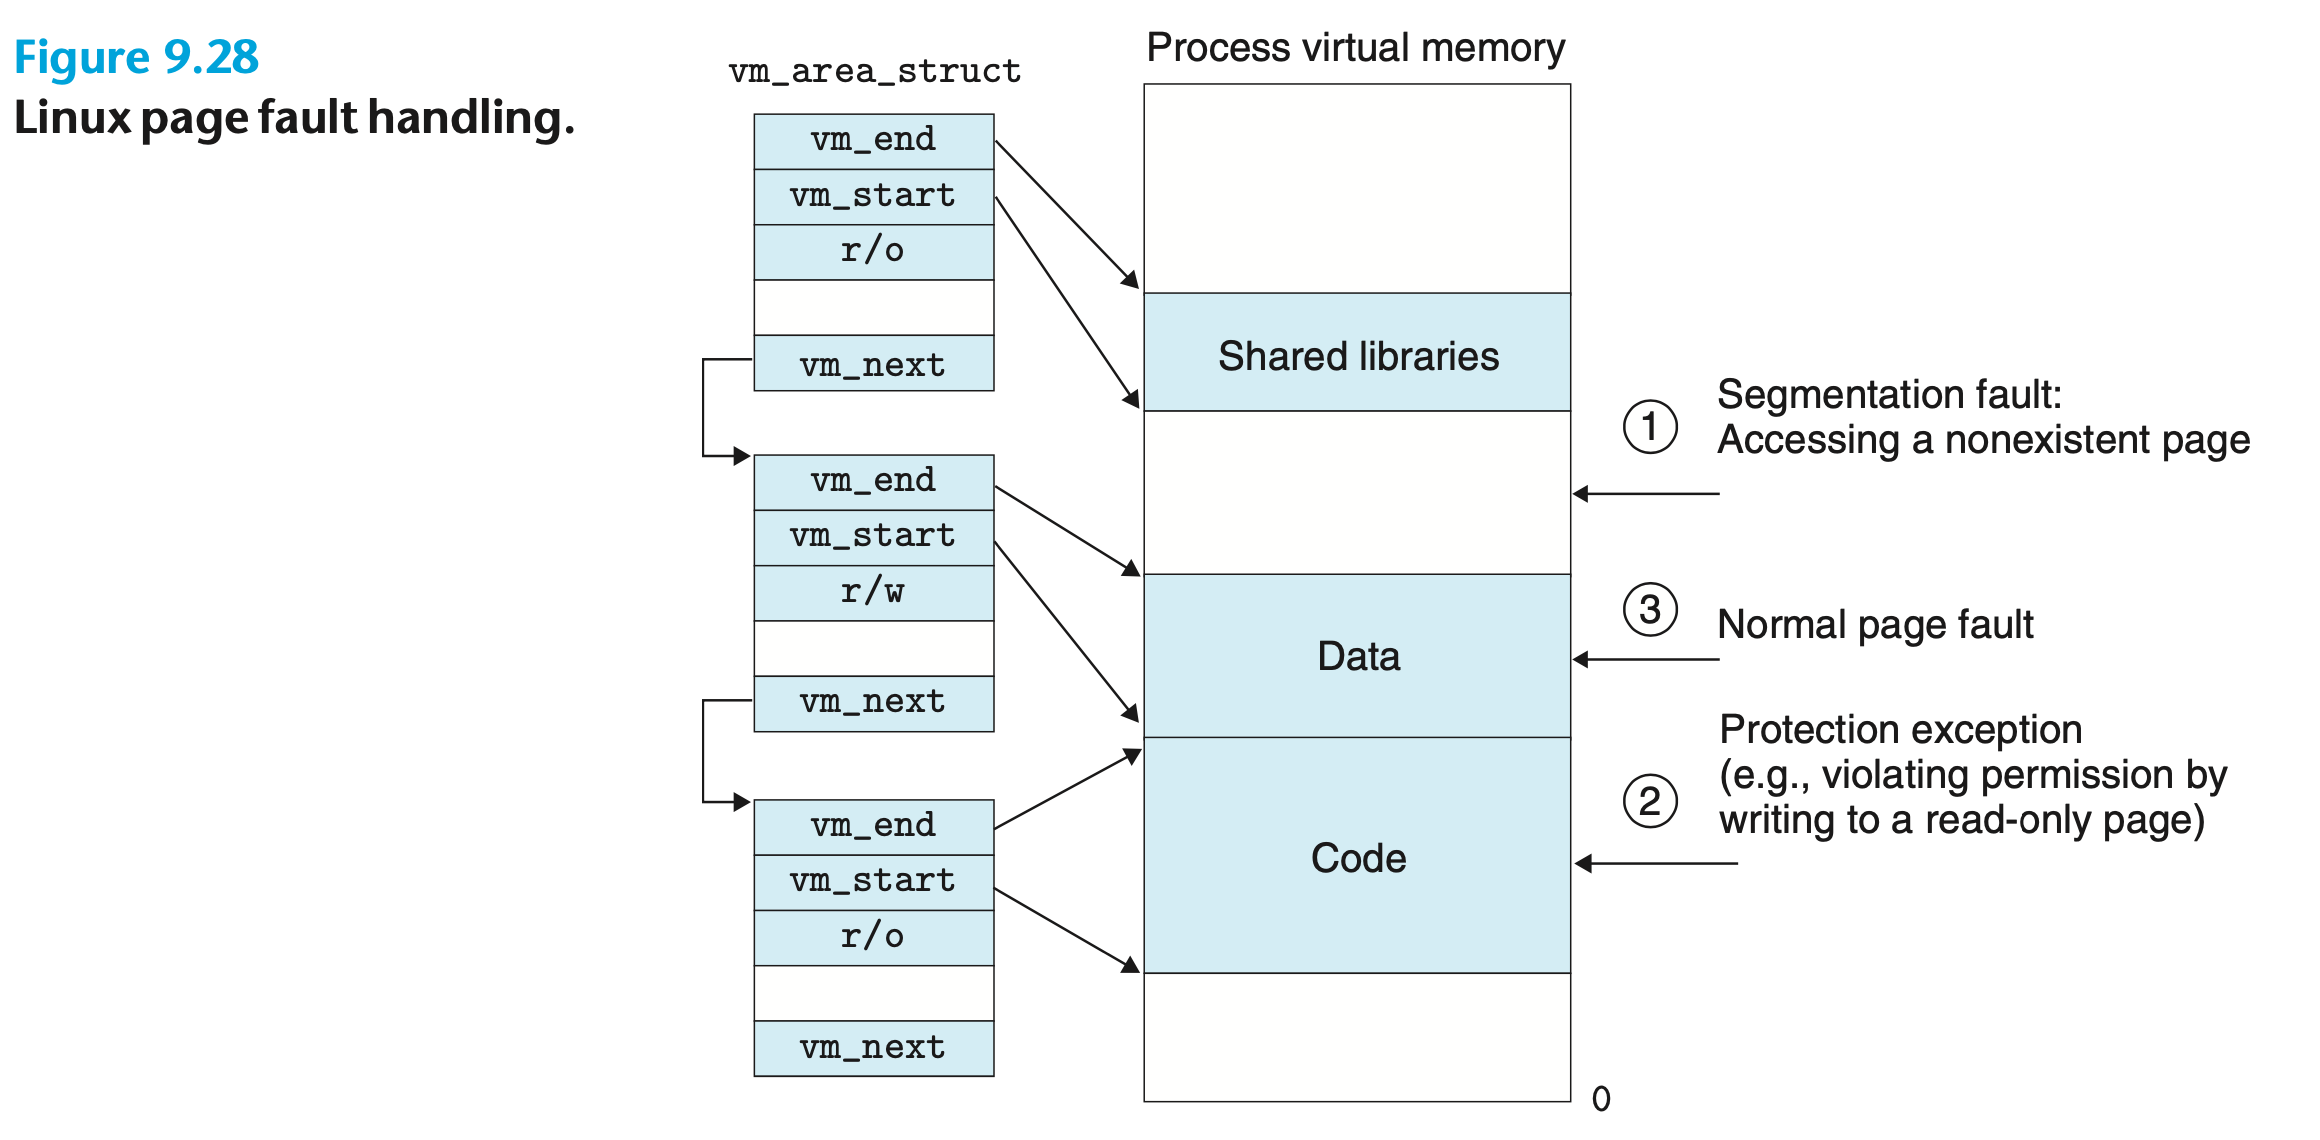 Figure 9.28
Linux page fault handling.
vm_area_struct
vm_end
vm_start
r/o
vm_next
vm_end
vm_start
r/w
vm_next
vm_end
vm_start
r/o
vm_next
Process virtual memory
Shared libraries
Data
Code
0
1
Segmentation fault:
Accessing a nonexistent page
3
Normal page fault
2
Protection exception
(e.g., violating permission by
writing to a read-only page)